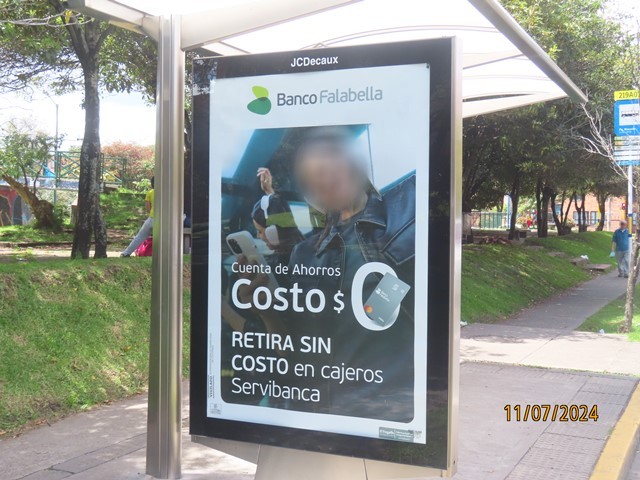 JCDecaux
Banco Falabella
Cuenta de Ahorros
Costo $0
RETIRA SIN
COSTO en cajeros
Servibanca
11/07/2024